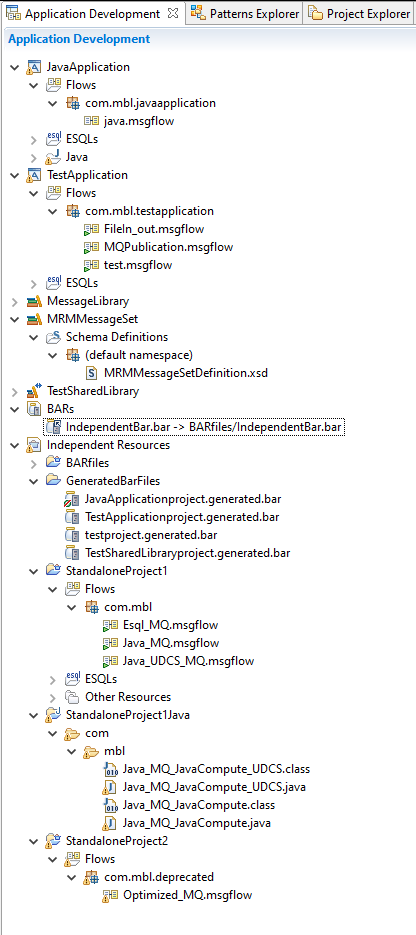 Application Development Patterns Explorer Project Explorer
Application Development
JavaApplication
Flows
com.mbl.javaapplication
java.msgflow
esql ESQLs
Java
TestApplication
Flows
com.mbl.testapplication
FileIn_out.msgflow
MQPublication.msgflow
test.msgflow
esql ESQLs
MessageLibrary
MRMMessageSet
Schema Definitions
(default namespace)
S MRMMessageSetDefinition.xsd
TestSharedLibrary
BARs
IndependentBar.bar -> BARfiles/IndependentBar.bar
Independent Resources
BARfiles
GeneratedBarFiles
JavaApplicationproject.generated.bar
TestApplicationproject.generated.bar
testproject.generated.bar
TestSharedLibraryproject.generated.bar
StandaloneProject1
Flows
com.mbl
Esql_MQ.msgflow
Java_MQ.msgflow
Java_UDCS_MQ.msgflow
esql ESQLs
Other Resources
StandaloneProject1Java
com
mbl
Java_MQ_JavaCompute_UDCS.class
Java_MQ_JavaCompute_UDCS.java
Java_MQ_JavaCompute.class
Java_MQ_JavaCompute.java
StandaloneProject2
Flows
com.mbl.deprecated
Optimized_MQ.msgflow